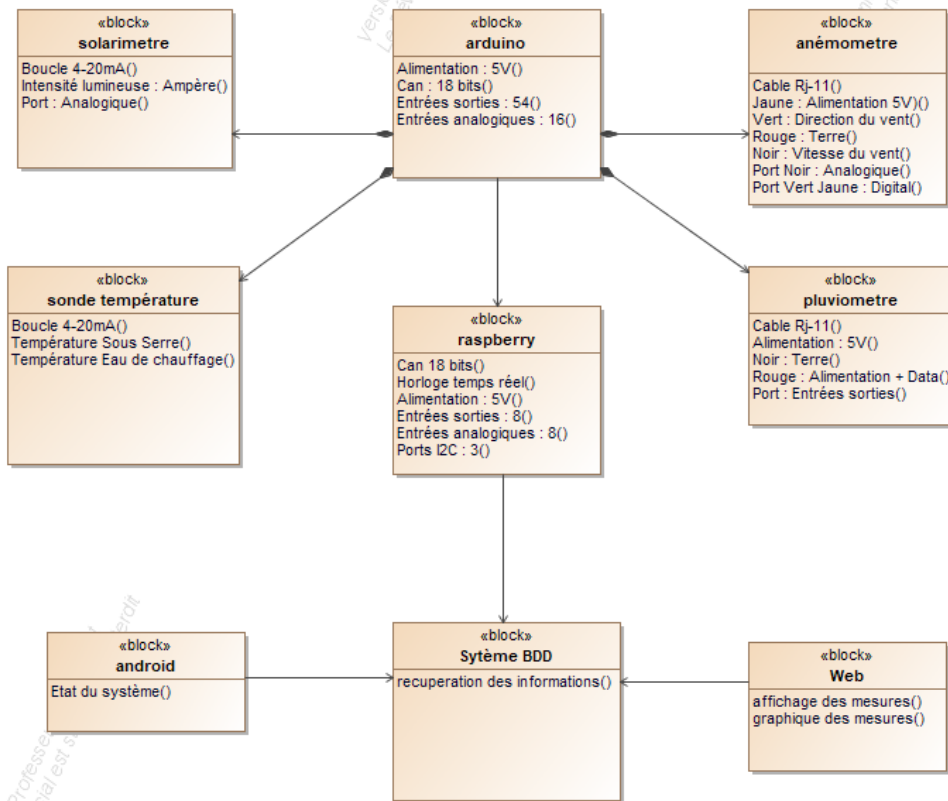 «block»
solarimetre
Boucle 4-20mA()
Intensité lumineuse : Ampère()
Port : Analogique()
«block»
arduino
Alimentation : 5V()
Can : 18 bits()
Entrées sorties : 54()
Entrées analogiques : 16()
«block»
anémometre
Cable Rj-11()
Jaune : Alimentation 5V)()
Vert : Direction du vent()
Rouge : Terre()
Noir : Vitesse du vent()
Port Noir : Analogique()
Port Vert Jaune : Digital()
«block»
sonde température
Boucle 4-20mA()
Température Sous Serre()
Température Eau de chauffage()
«block»
raspberry
Can 18 bits()
Horloge temps réel()
Alimentation : 5V()
Entrées sorties : 8()
Entrées analogiques : 8()
Ports I2C : 3()
«block»
pluviometre
Cable Rj-11()
Alimentation : 5V()
Noir : Terre()
Rouge : Alimentation + Data()
Port : Entrées sorties()
«block»
android
Etat du système()
«block»
Sytème BDD
recuperation des informations()
«block»
Web
affichage des mesures()
graphique des mesures()